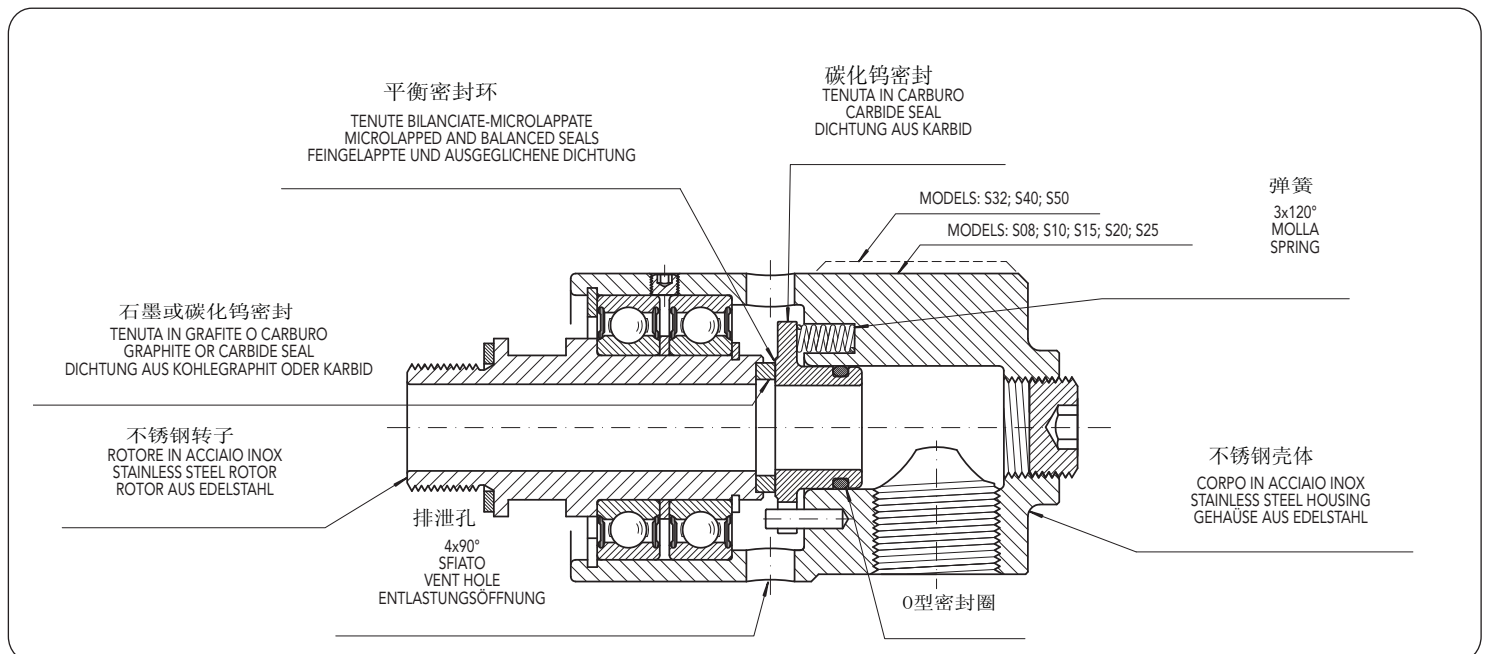 平衡密封环
TENUTE BILANCIATE-MICROLAPPATE
MICROLAPPED AND BALANCED SEALS
FEINGELAPPTE UND AUSGEGLICHENE DICHTUNG
碳化钨密封
TENUTA IN CARBURO
CARBIDE SEAL
DICHTUNG AUS KARBID
MODELS: S32; S40; S50
MODELS: S08; S10; S15; S20; S25
弹簧
3x120°
MOLLA
SPRING
石墨或碳化钨密封
TENUTA IN GRAFITE O CARBURO
GRAPHITE OR CARBIDE SEAL
DICHTUNG AUS KOHLEGRAPHIT ODER KARBID
不锈钢转子
ROTORE IN ACCIAIO INOX
STAINLESS STEEL ROTOR
ROTOR AUS EDELSTAHL
不锈钢壳体
CORPO IN ACCIAIO INOX
STAINLESS STEEL HOUSING
GEHAÜSE AUS EDELSTAHL
排泄孔
4x90°
SFIATO
VENT HOLE
ENTLASTUNGSÖFFNUNG
O型密封圈